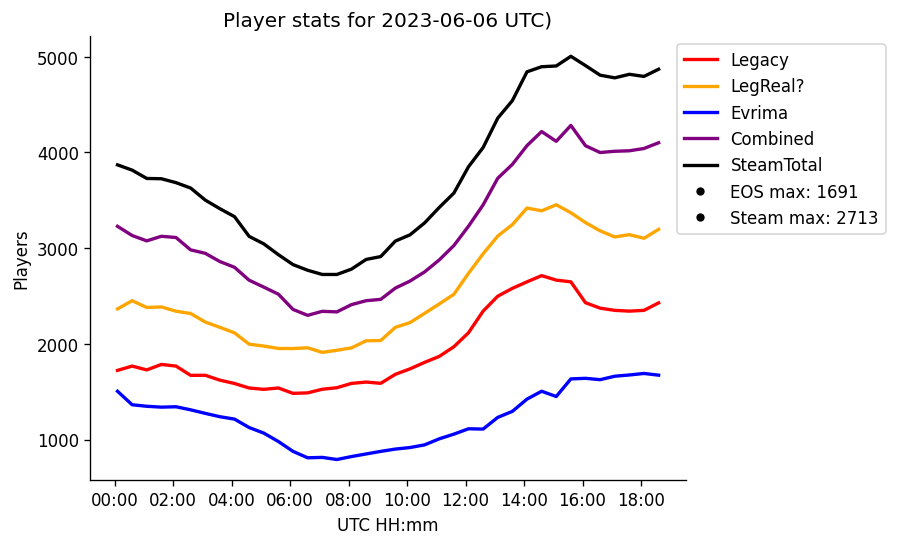 Player stats for 2023-06-06 UTC)
Players
5000
4000
3000
2000
1000
00:00 02:00 04:00 06:00 08:00 10:00 12:00 14:00 16:00 18:00
UTC HH:mm
Legacy
LegReal?
Evrima
Combined
SteamTotal
EOS max: 1691
Steam max: 2713